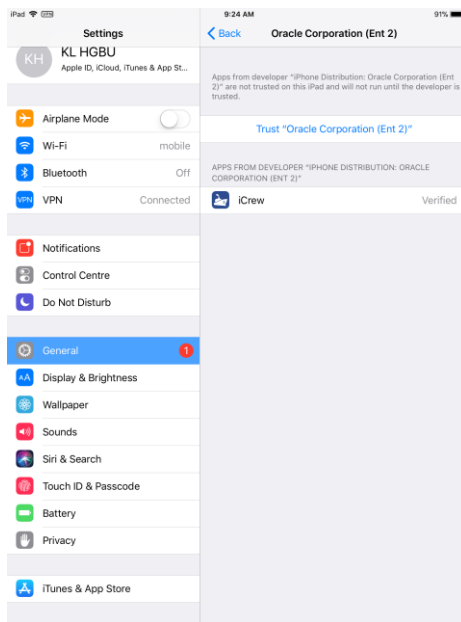 iPad VPN 9:24 AM 91%
Settings
Back Oracle Corporation (Ent 2)
KH
KL HGBU
Apple ID, iCloud, iTunes & App St...
Apps from developer “iPhone Distribution: Oracle Corporation (Ent
2)” are not trusted on this iPad and will not run until the developer is
trusted.
Airplane Mode
Trust “Oracle Corporation (Ent 2)”
Wi-Fi mobile
Bluetooth Off
APPS FROM DEVELOPER “IPHONE DISTRIBUTION: ORACLE
CORPORATION (ENT 2)”
VPN VPN Connected
iCrew Verified
Notifications
Control Centre
Do Not Disturb
General 1
AA Display & Brightness
Wallpaper
Sounds
Siri & Search
Touch ID & Passcode
Battery
Privacy
iTunes & App Store